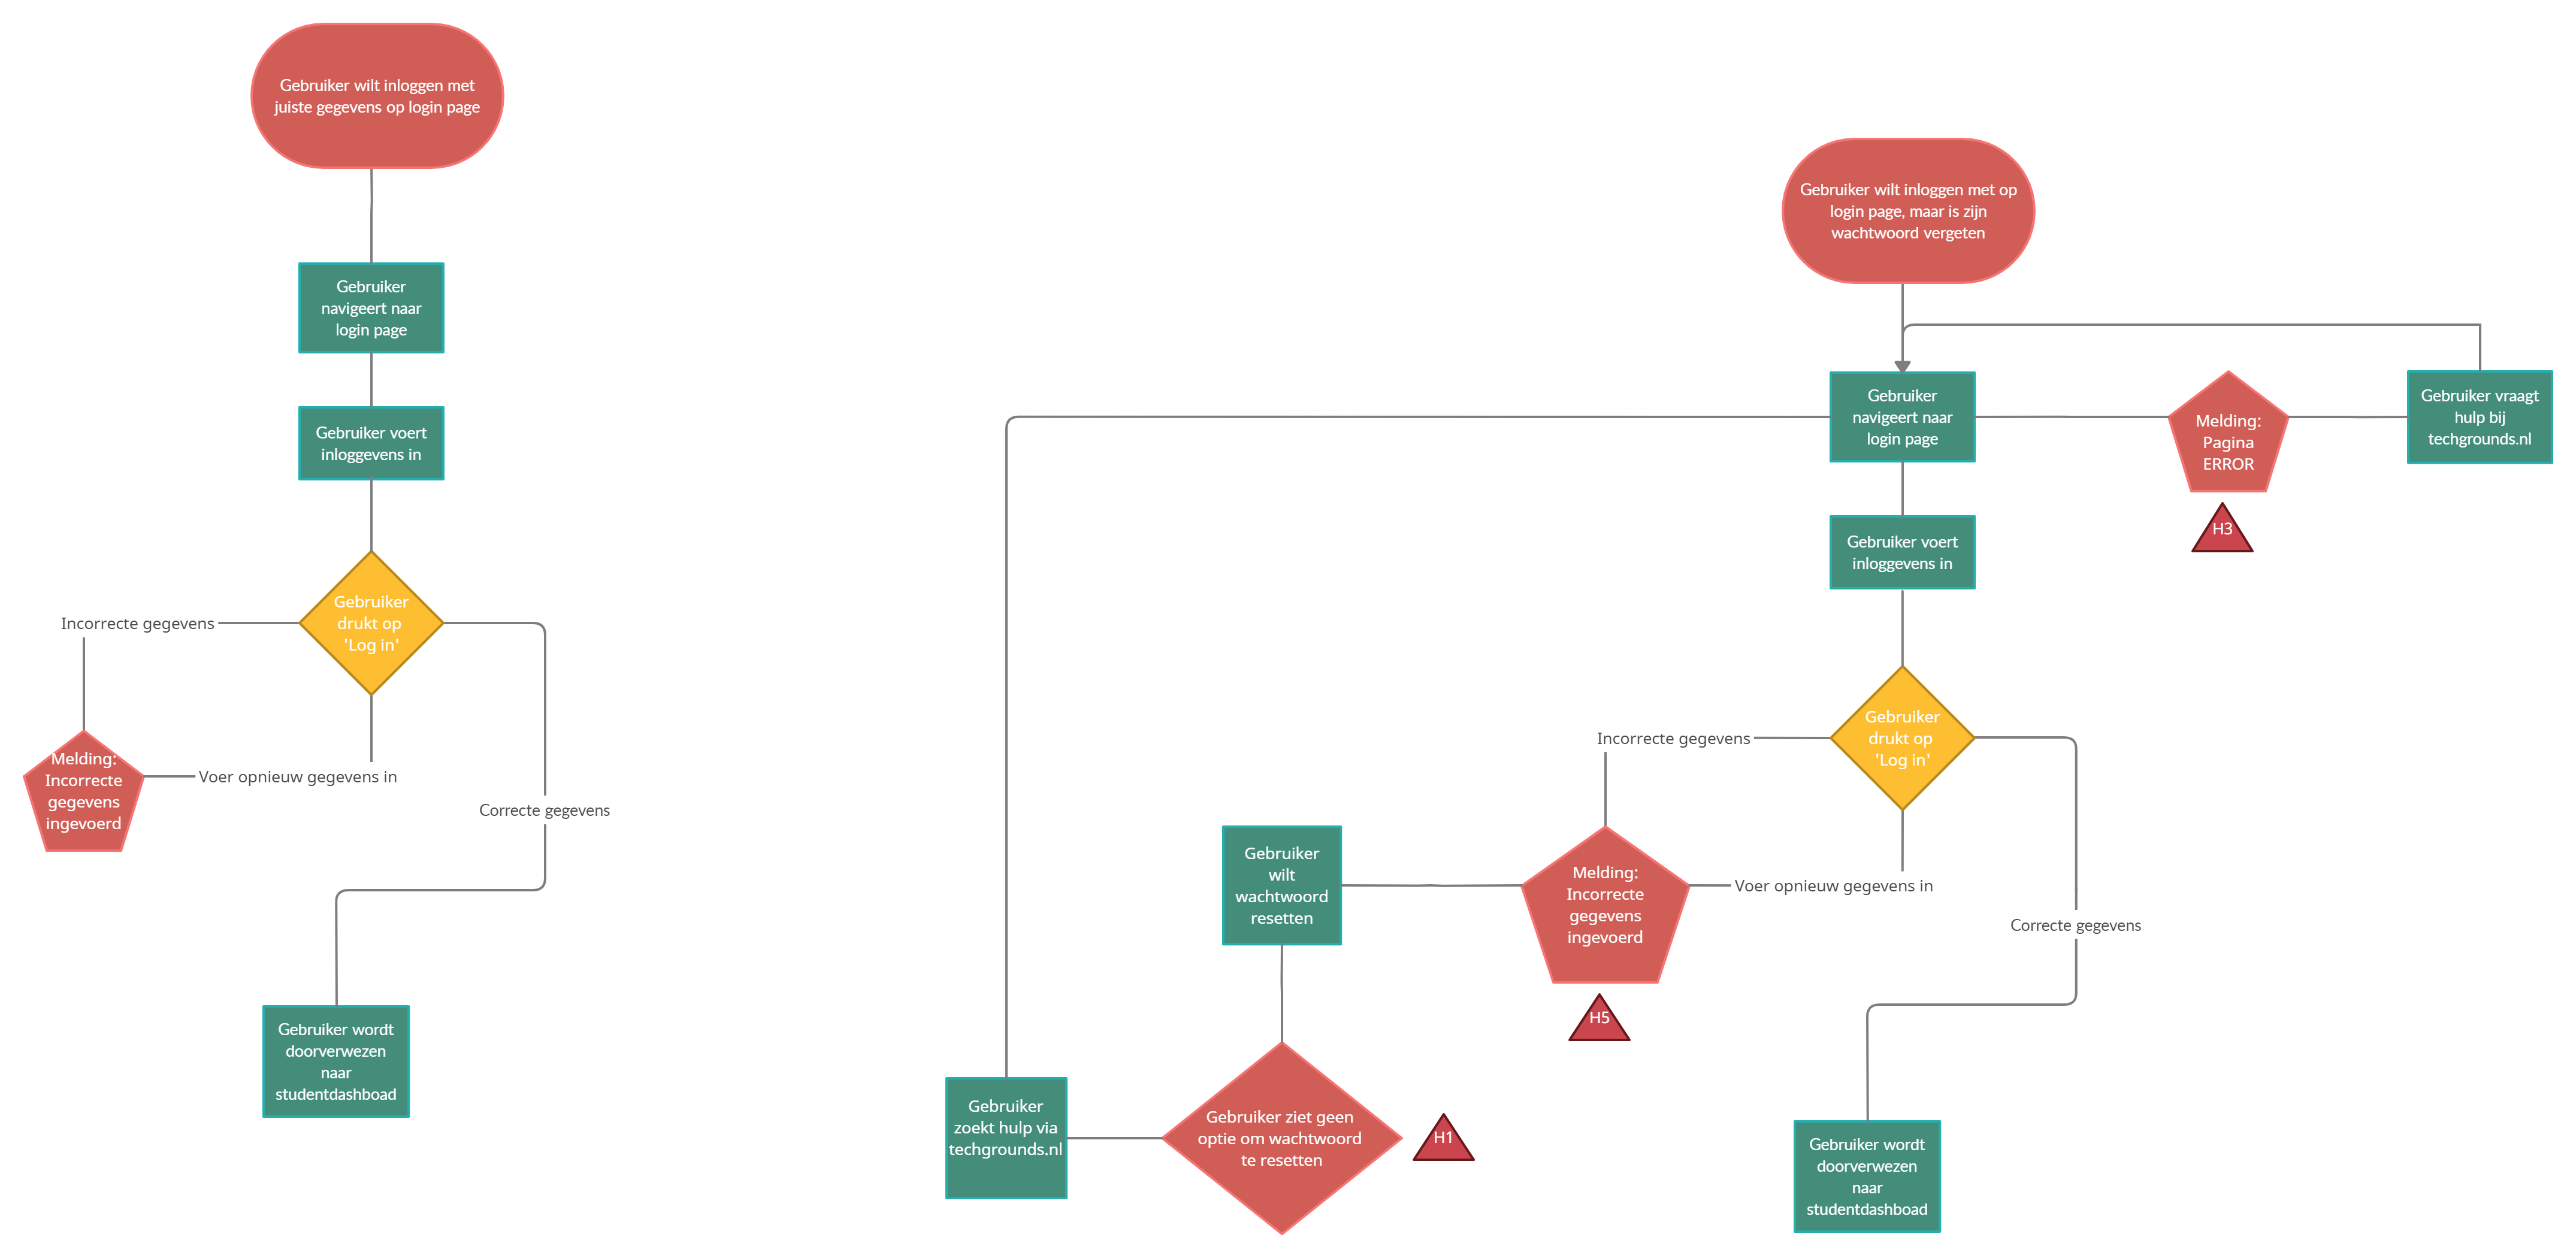 Gebruiker wilt inloggen met
juiste gegevens op login page
Gebruiker
navigeert naar
login page
Gebruiker voert
inloggevens in
Gebruiker
drukt op
'Log in'
Incorrecte gegevens
Melding:
Incorrecte
gegevens
ingevoerd
Voer opnieuw gegevens in
Correcte gegevens
Gebruiker wordt
doorverwezen
naar
studentdashboad
Gebruiker wilt inloggen met op
login page, maar is zijn
wachtwoord vergeten
Gebruiker
navigeert naar
login page
Melding:
Pagina
ERROR
H3
Gebruiker vraagt
hulp bij
techgrounds.nl
Gebruiker voert
inloggevens in
Gebruiker
drukt op
'Log in'
Incorrecte gegevens
Melding:
Incorrecte
gegevens
ingevoerd
H5
Voer opnieuw gegevens in
Correcte gegevens
Gebruiker
wilt
wachtwoord
resetten
Gebruiker ziet geen
optie om wachtwoord
te resetten
H1
Gebruiker
zoekt hulp via
techgrounds.nl
Gebruiker wordt
doorverwezen
naar
studentdashboad